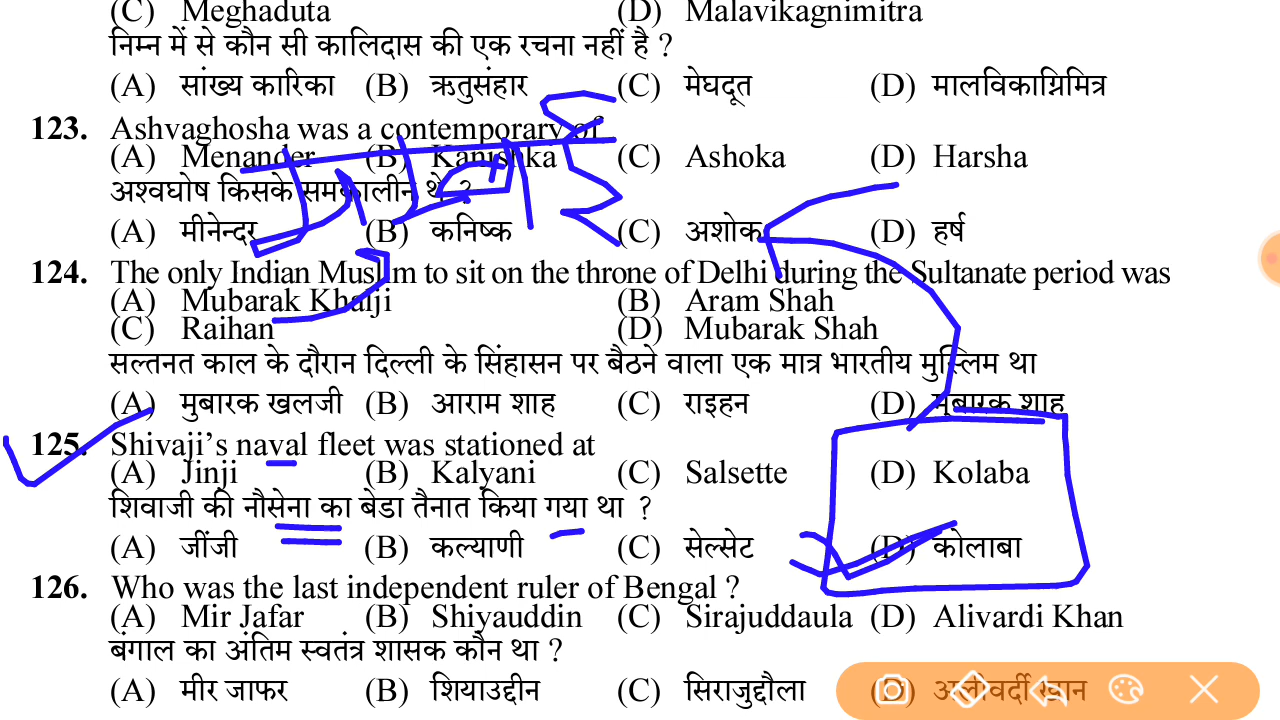 (C) Meghaduta (D) Malavikagnimitra
निम्न में से कौन सी कालिदास की एक रचना नहीं है ?
(A) सांख्य कारिका (B) ऋतुसंहार (C) मेघदूत (D) मालविकाग्निमित्र
123. Ashvaghosha was a contemporary of
(A) Menander (B) Kanishka (C) Ashoka (D) Harsha
अश्वघोष किसके समकालीन थे ?
(A) मीनेन्दर (B) कनिष्क (C) अशोक (D) हर्ष
124. The only Indian Muslim to sit on the throne of Delhi during the Sultanate period was
(A) Mubarak Khalji (B) Aram Shah
(C) Raihan (D) Mubarak Shah
सल्तनत काल के दौरान दिल्ली के सिंहासन पर बैठने वाला एक मात्र भारतीय मुस्लिम था
(A) मुबारक खलजी (B) आराम शाह (C) राइहन (D) मुबारक शाह
125. Shivaji’s naval fleet was stationed at
(A) Jinji (B) Kalyani (C) Salsette (D) Kolaba
शिवाजी की नौसेना का बेडा तैनात किया गया था ?
(A) जींजी (B) कल्याणी (C) सेल्सेट (D) कोलाबा
126. Who was the last independent ruler of Bengal ?
(A) Mir Jafar (B) Shiyauddin (C) Sirajuddaula (D) Alivardi Khan
बंगाल का अंतिम स्वतंत्र शासक कौन था ?
(A) मीर जाफर (B) शियाउद्दीन (C) सिराजुद्दौला (D) अलीवर्दी खान